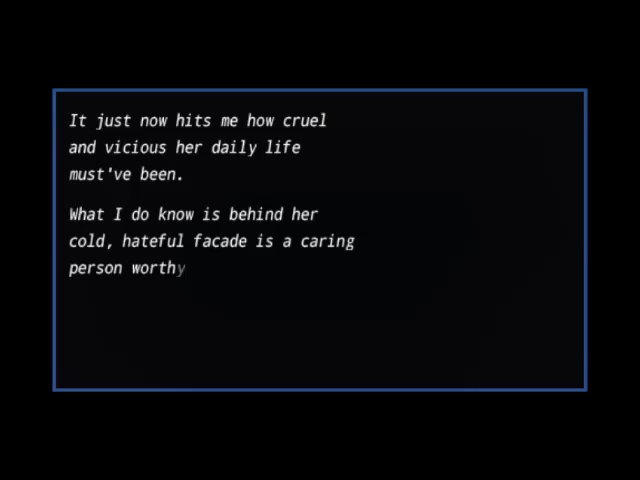 It just now hits me how cruel
and vicious her daily life
must've been.
What I do know is behind her
cold, hateful facade is a caring
person worthy